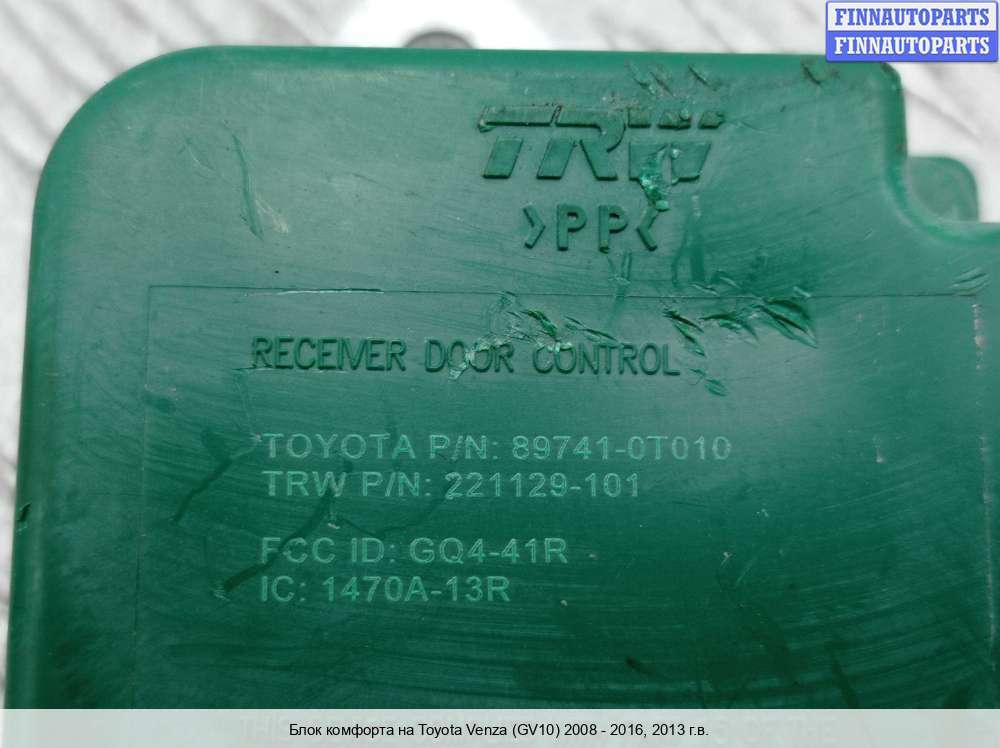 FINNAUTOPARTS
FINNAUTOPARTS
TRW
>PP<
RECEIVER DOOR CONTROL
TOYOTA P/N: 89741-0T010
TRW P/N: 221129-101
FCC ID: GQ4-41R
IC: 1470A-13R
Блок комфорта на Toyota Venza (GV10) 2008 - 2016, 2013 г.в.